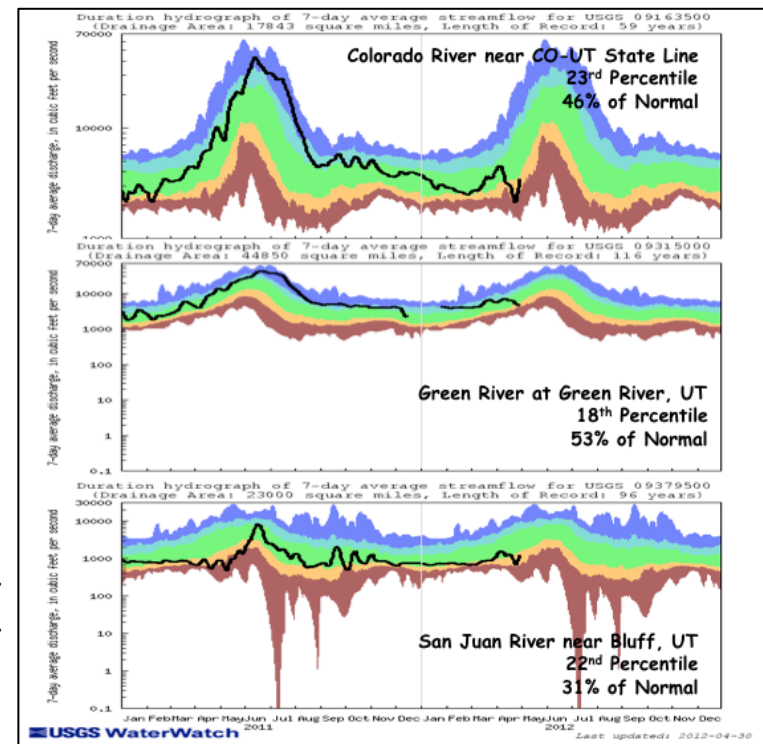 Duration hydrograph of 7-day average streamflow for USGS 09163500
(Drainage Area: 17843 square miles, Length of Record: 59 years)
70000
10000
1000
7-day average discharge, in cubic feet per second
Colorado River near CO-UT State Line
23rd Percentile
46% of Normal
Duration hydrograph of 7-day average streamflow for USGS 09315000
(Drainage Area: 44850 square miles, Length of Record: 116 years)
70000
10000
1000
100
10
1
0.1
7-day average discharge, in cubic feet per second
Green River at Green River, UT
18th Percentile
53% of Normal
Duration hydrograph of 7-day average streamflow for USGS 09379500
(Drainage Area: 23000 square miles, Length of Record: 96 years)
30000
10000
1000
100
10
1
0.1
7-day average discharge, in cubic feet per second
San Juan River near Bluff, UT
22nd Percentile
31% of Normal
Jan Feb Mar Apr May Jun Jul Aug Sep Oct Nov Dec Jan Feb Mar Apr May Jun Jul Aug Sep Oct Nov Dec
2011 2012
USGS WaterWatch
Last updated: 2012-04-30